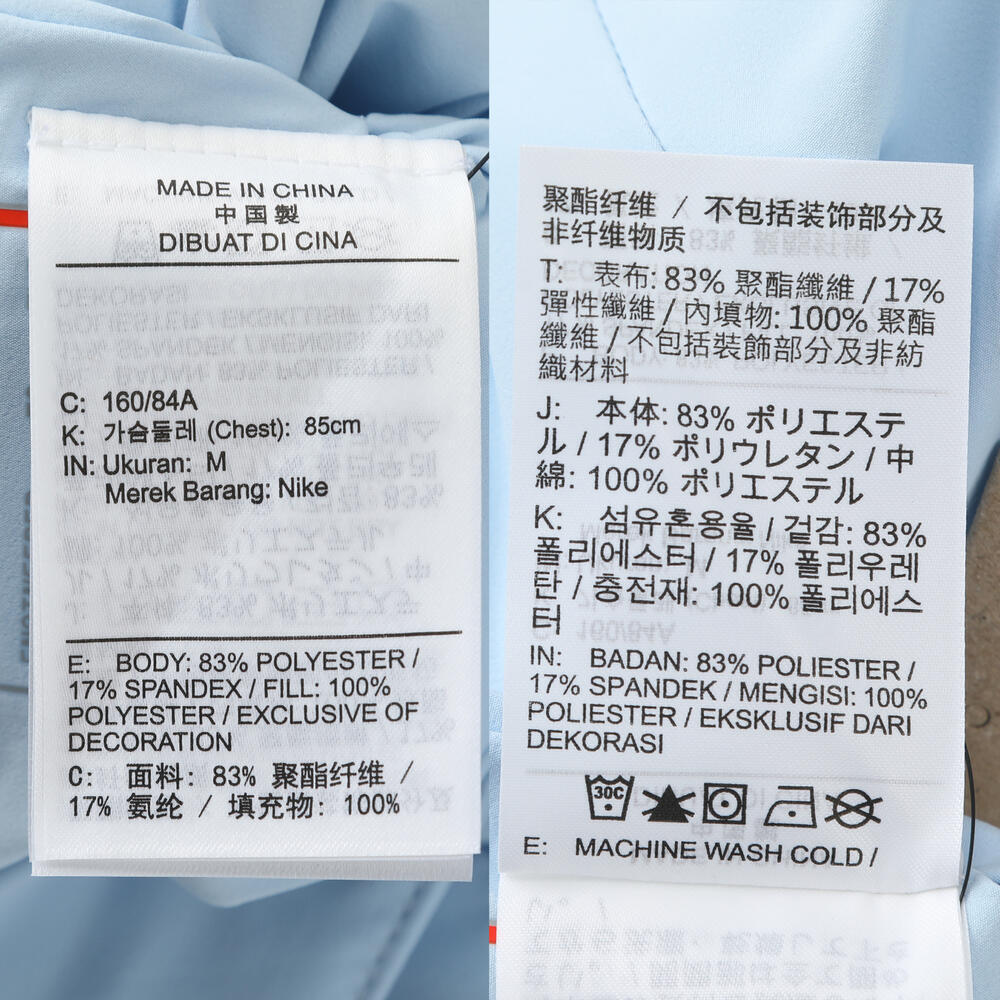 MADE IN CHINA
中国製
DIBUAT DI CINA
C: 160/84A
K: 가슴둘레 (Chest): 85cm
IN: Ukuran: M
Merek Barang: Nike
E: BODY: 83% POLYESTER /
17% SPANDEX / FILL: 100%
POLYESTER / EXCLUSIVE OF
DECORATION
C: 面料: 83% 聚酯纤维 /
17% 氨纶 / 填充物: 100%
聚酯纤维 / 不包括装饰部分及
非纤维物质
T: 表布: 83% 聚酯纖維 / 17%
彈性纖維 / 內填物: 100% 聚酯
纖維 / 不包括裝飾部分及非紡
織材料
J: 本体: 83% ポリエステ
ル / 17% ポリウレタン / 中
綿: 100% ポリエステル
K: 섬유혼용율 / 겉감: 83%
폴리에스터 / 17% 폴리우레
탄 / 충전재: 100% 폴리에스
터
IN: BADAN: 83% POLIESTER /
17% SPANDEK / MENGISI: 100%
POLIESTER / EKSKLUSIF DARI
DEKORASI
30C
E: MACHINE WASH COLD /